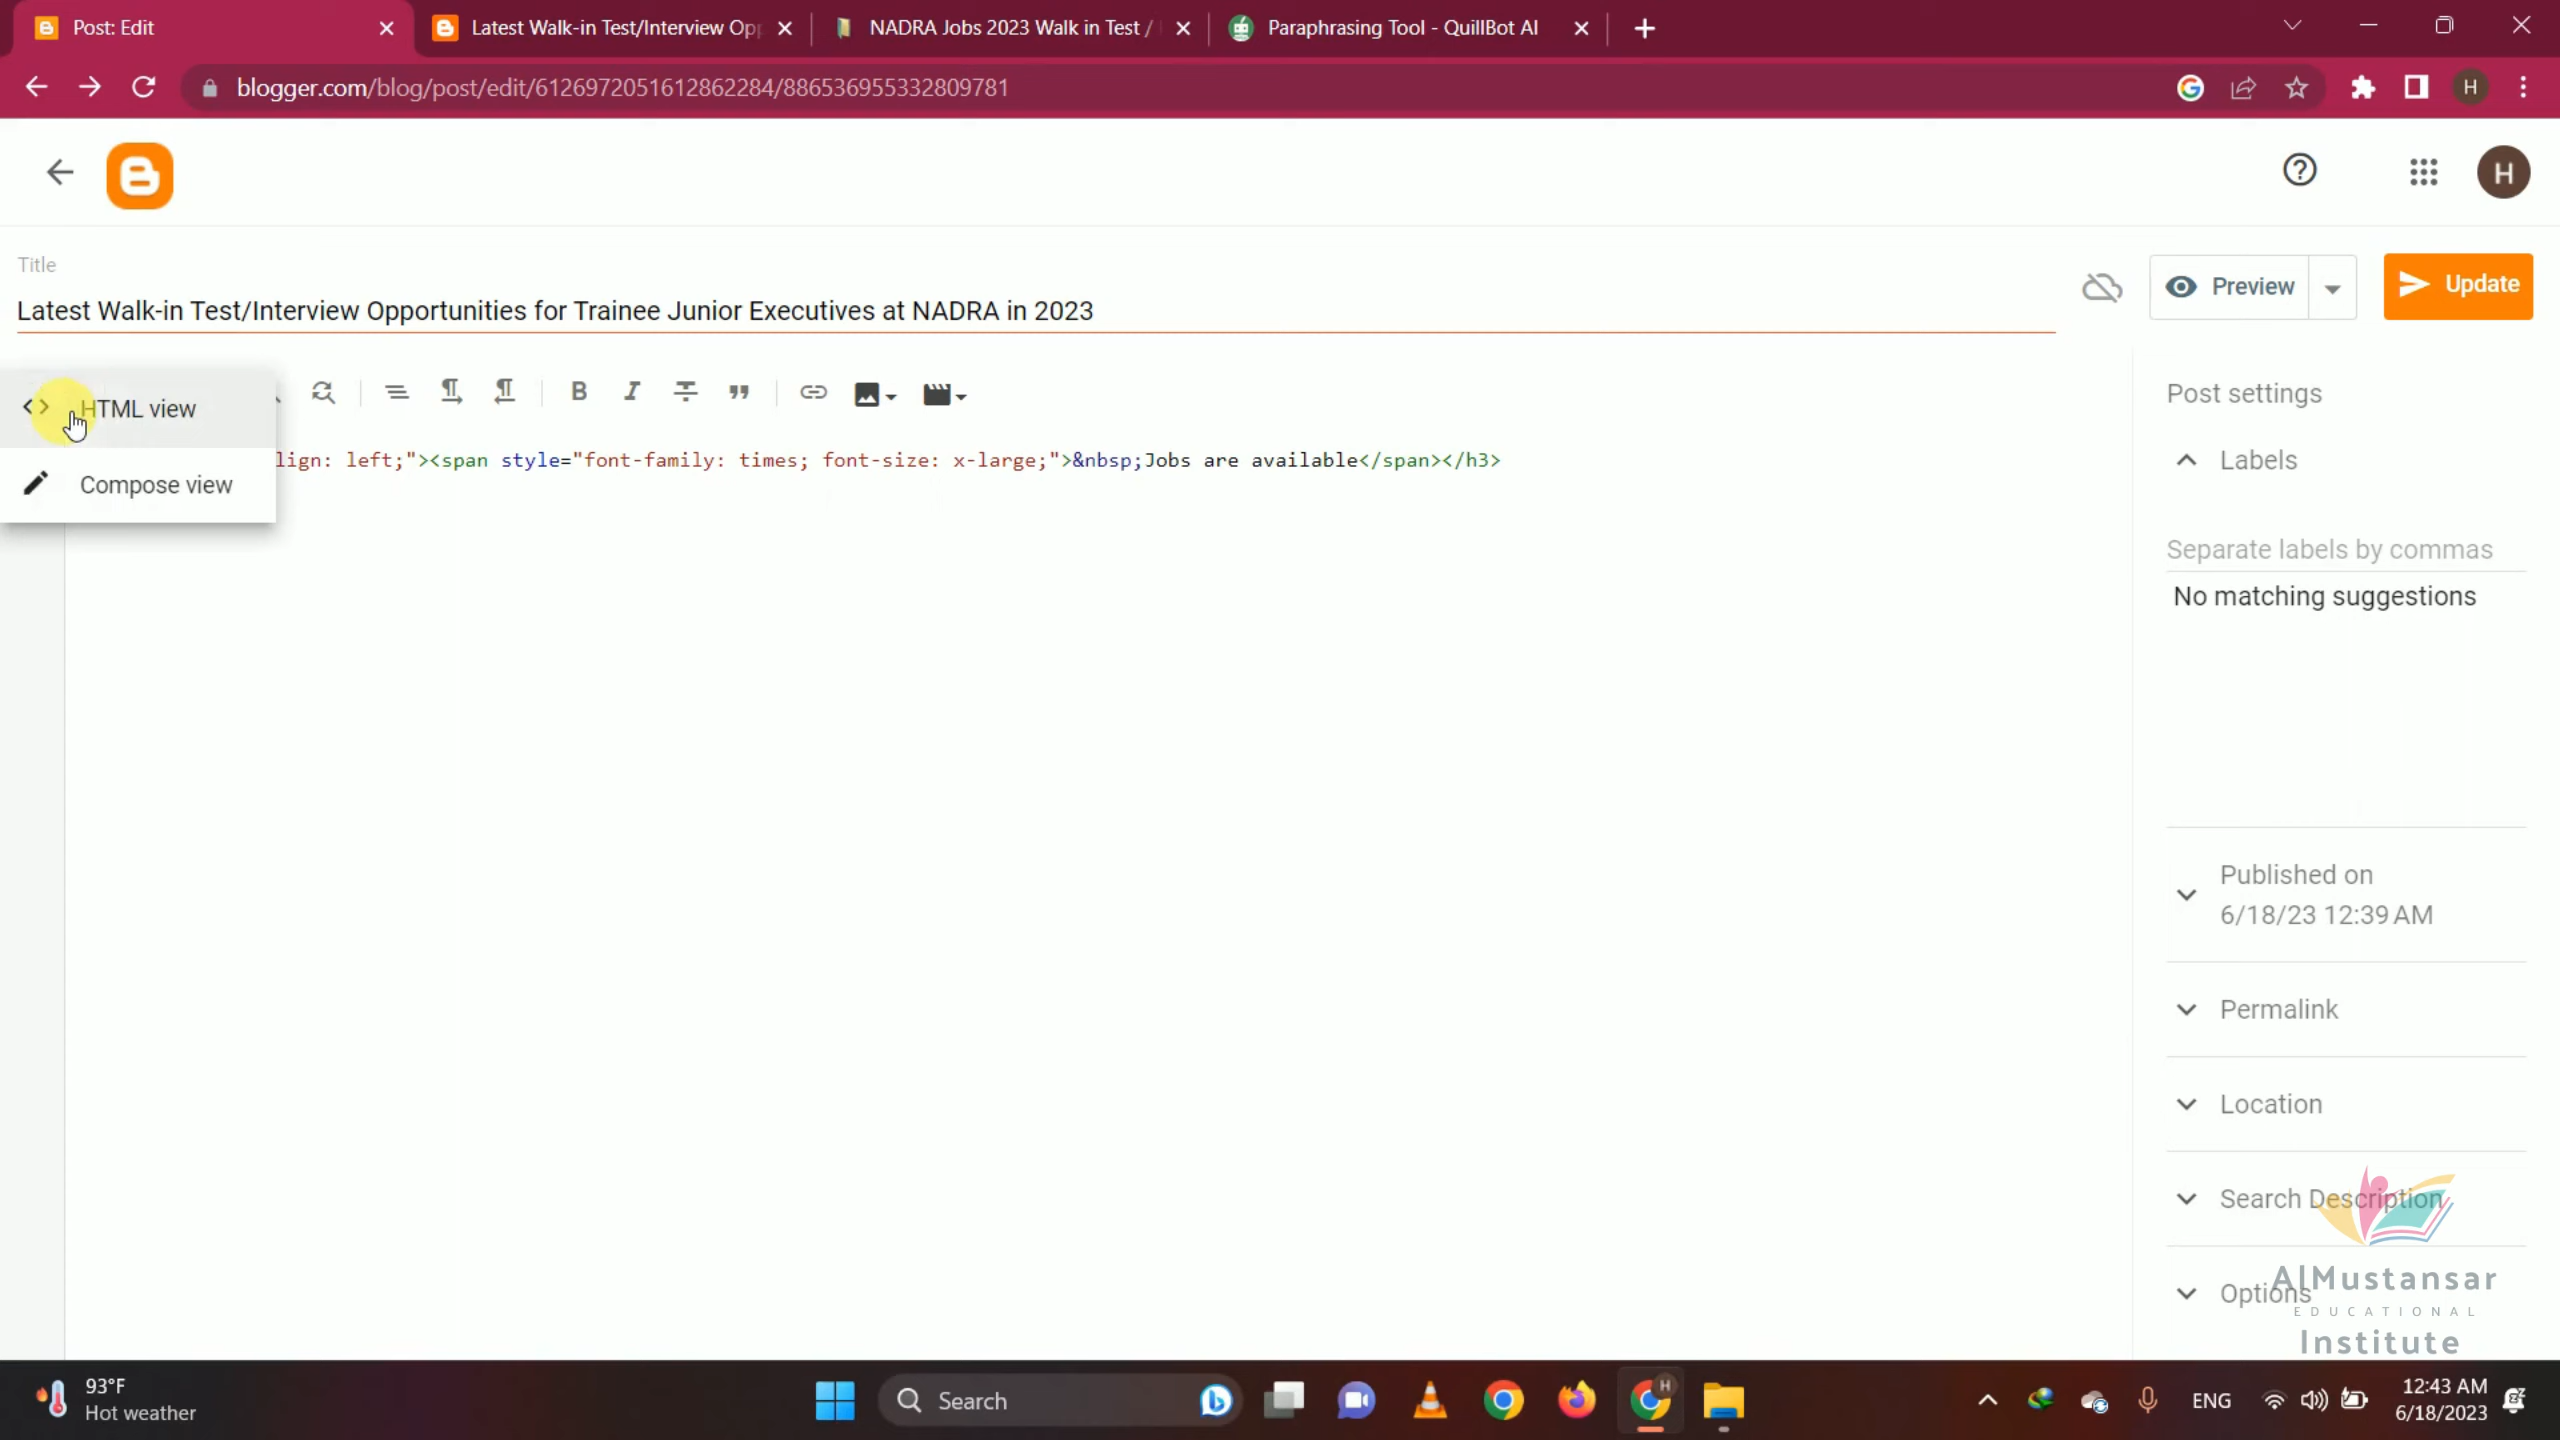 Post: Edit
Latest Walk-in Test/Interview Opp
NADRA Jobs 2023 Walk in Test /
Paraphrasing Tool - QuillBot AI
blogger.com/blog/post/edit/6126972051612862284/886536955332809781
H
H
Title
Latest Walk-in Test/Interview Opportunities for Trainee Junior Executives at NADRA in 2023
Preview
Update
HTML view
Compose view
lign: left;"><span style="font-family: times; font-size: x-large;">&nbsp;Jobs are available</span></h3>
Post settings
Labels
Separate labels by commas
No matching suggestions
Published on
6/18/23 12:39 AM
Permalink
Location
Search Description
Options
AlMustansar
EDUCATIONAL
Institute
93°F
Hot weather
Search
H
ENG
12:43 AM
6/18/2023